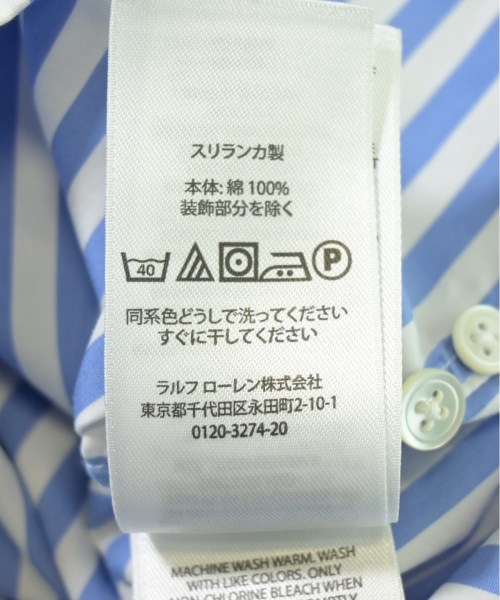 スリランカ製
本体: 綿 100%
装飾部分を除く
40
P
同系色どうしで洗ってください
すぐに干してください
ラルフ ローレン株式会社
東京都千代田区永田町2-10-1
0120-3274-20
MACHINE WASH WARM. WASH
WITH LIKE COLORS. ONLY
NON-CHLORINE BLEACH WHEN